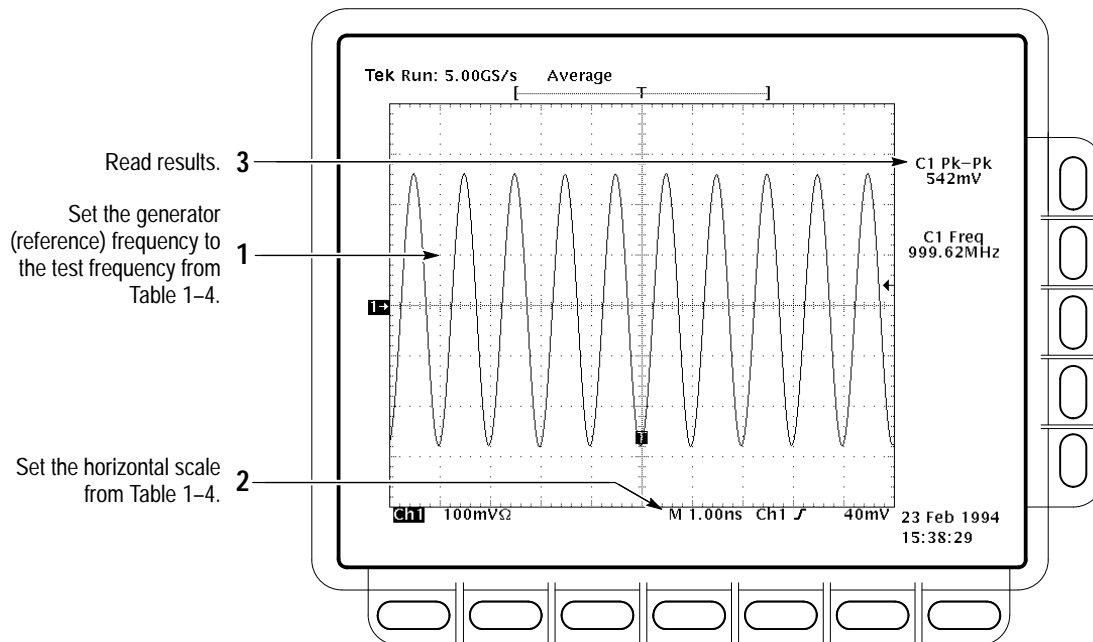 Tek Run: 5.00GS/s Average
[ T ]
Read results. 3
C1 Pk–Pk
542mV
Set the generator
(reference) frequency to
the test frequency from
Table 1–4.
1
C1 Freq
999.62MHz
1→
T
Set the horizontal scale
from Table 1–4.
2
Ch1 100mVΩ M 1.00ns Ch1 ƒ 40mV
23 Feb 1994
15:38:29